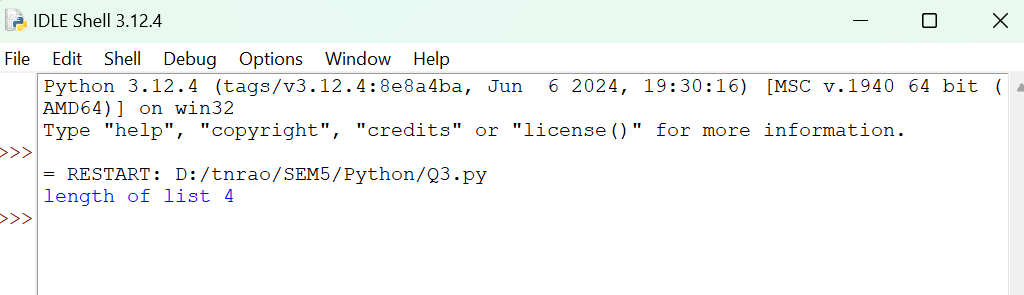 IDLE Shell 3.12.4
File Edit Shell Debug Options Window Help
Python 3.12.4 (tags/v3.12.4:8e8a4ba, Jun  6 2024, 19:30:16) [MSC v.1940 64 bit (
AMD64)] on win32
Type "help", "copyright", "credits" or "license()" for more information.
>>>
= RESTART: D:/tnrao/SEM5/Python/Q3.py
length of list 4
>>>